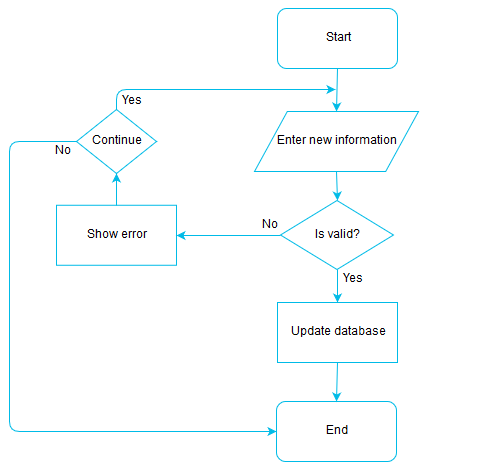 Start
Yes
Continue
No
Enter new information
No
Is valid?
Show error
Yes
Update database
End